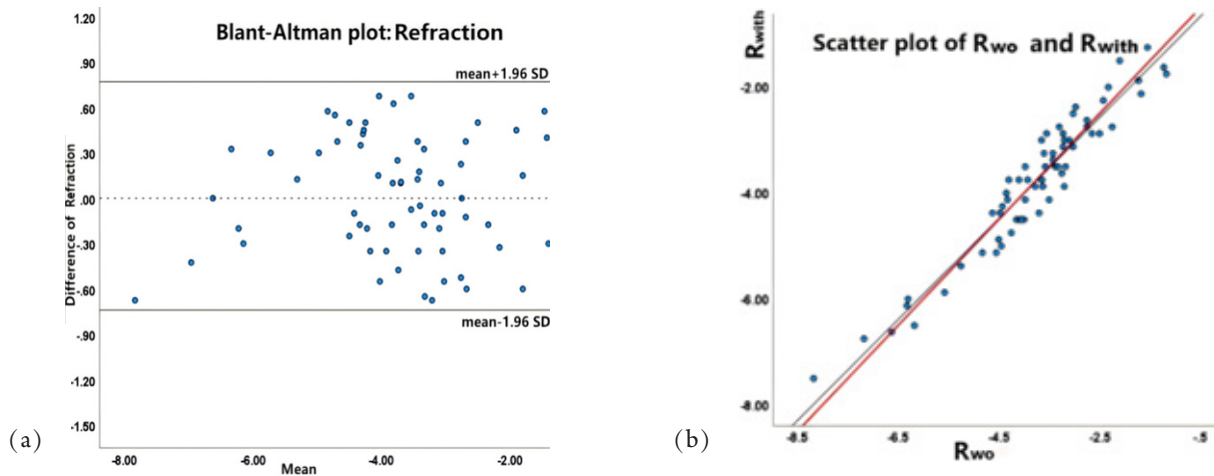 1.20
Blant-Altman plot: Refraction
.90
mean+1.96 SD
.60
.30
.00
-.30
-.60
mean-1.96 SD
-.90
-1.20
-1.50
Difference of Refraction
-8.00 -6.00 -4.00 -2.00
Mean
(a)
Scatter plot of Rwo and Rwith
Rwith
-2.00
-4.00
-6.00
-8.00
-8.5 -6.5 -4.5 -2.5 -.5
Rwo
(b)